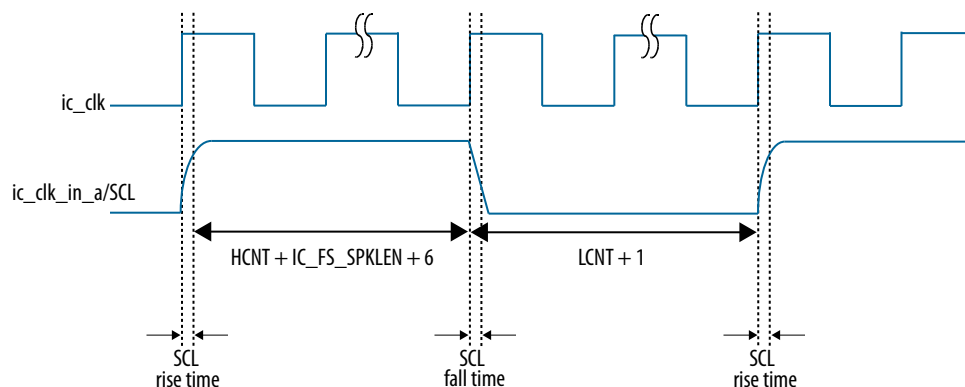 ic_clk
ic_clk_in_a/SCL
HCNT + IC_FS_SPKLEN + 6
LCNT + 1
SCL
rise time
SCL
fall time
SCL
rise time